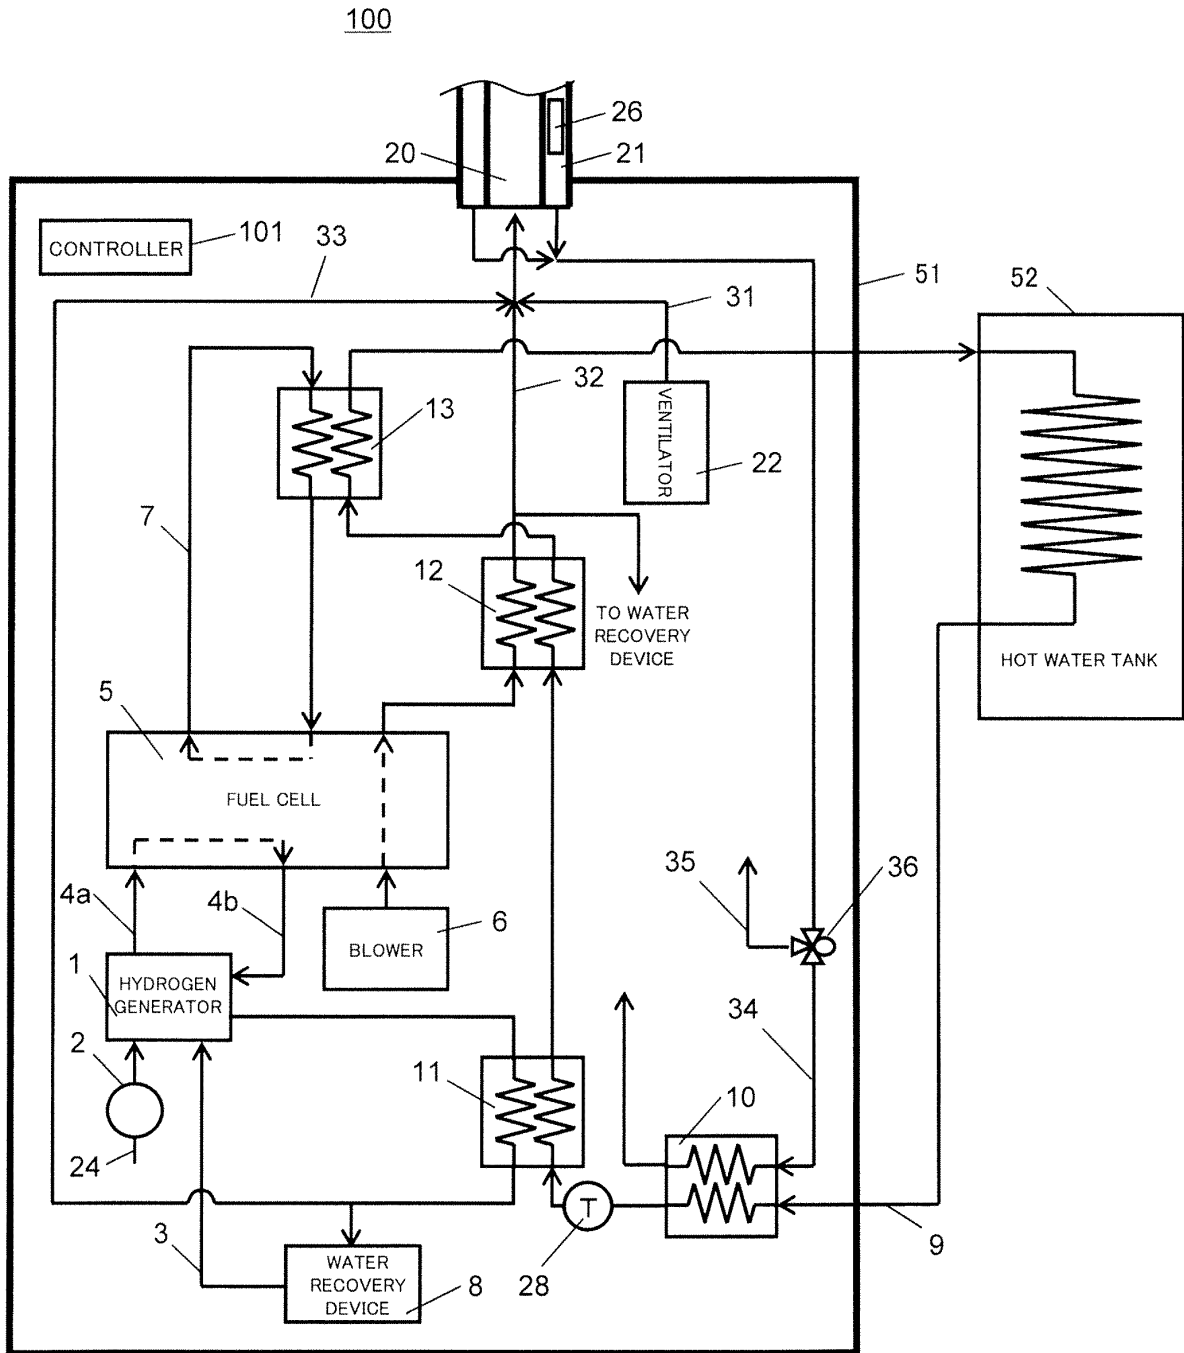 100
26
20
21
CONTROLLER
101
33
51
31
52
32
VENTILATOR
13
22
7
12
TO WATER
RECOVERY
DEVICE
HOT WATER TANK
5
FUEL CELL
4a
4b
6
35
36
BLOWER
1
HYDROGEN
GENERATOR
34
2
11
10
24
T
3
28
9
WATER
RECOVERY
DEVICE
8